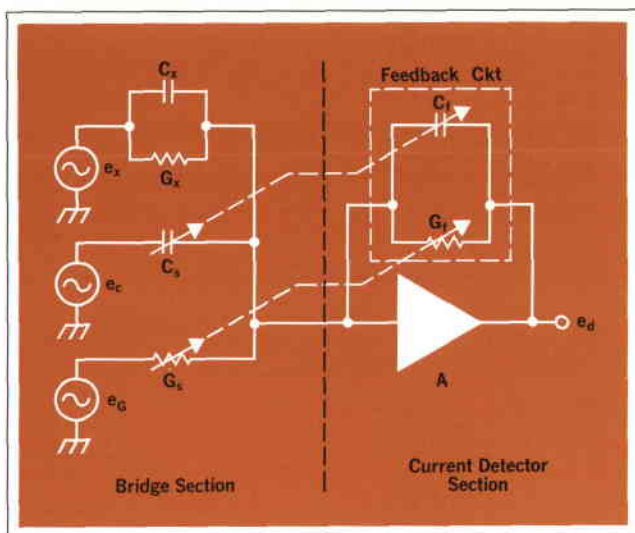 Feedback Ckt
Cx
Cf
ex
Gx
Gf
Cs
ec
ed
Gs
A
eG
Bridge Section
Current Detector
Section